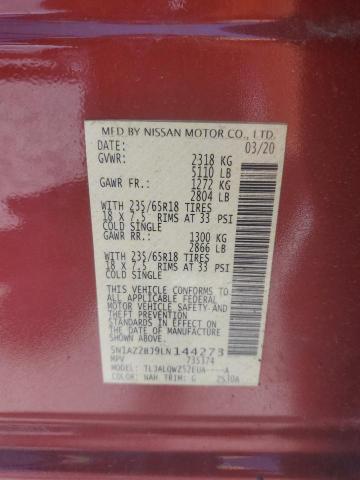 MFD BY NISSAN MOTOR CO., LTD.
DATE: 03/20
GVWR: 2318 KG
5110 LB
GAWR FR.: 1272 KG
2804 LB
WITH 235/65R18 TIRES
18 X 7.5 RIMS AT 33 PSI
COLD SINGLE
GAWR RR.: 1300 KG
2866 LB
WITH 235/65R18 TIRES
18 X 7.5 RIMS AT 33 PSI
COLD SINGLE
THIS VEHICLE CONFORMS TO ALL
APPLICABLE FEDERAL MOTOR
VEHICLE SAFETY AND THEFT PREVENTION
STANDARDS IN EFFECT ON THE
DATE OF MANUFACTURE SHOWN ABOVE.
5N1AZ2BJ9LN144273
MPV 735374
MODEL: TLJALQWZ52EUA----A
COLOR: NAH TRIM: G